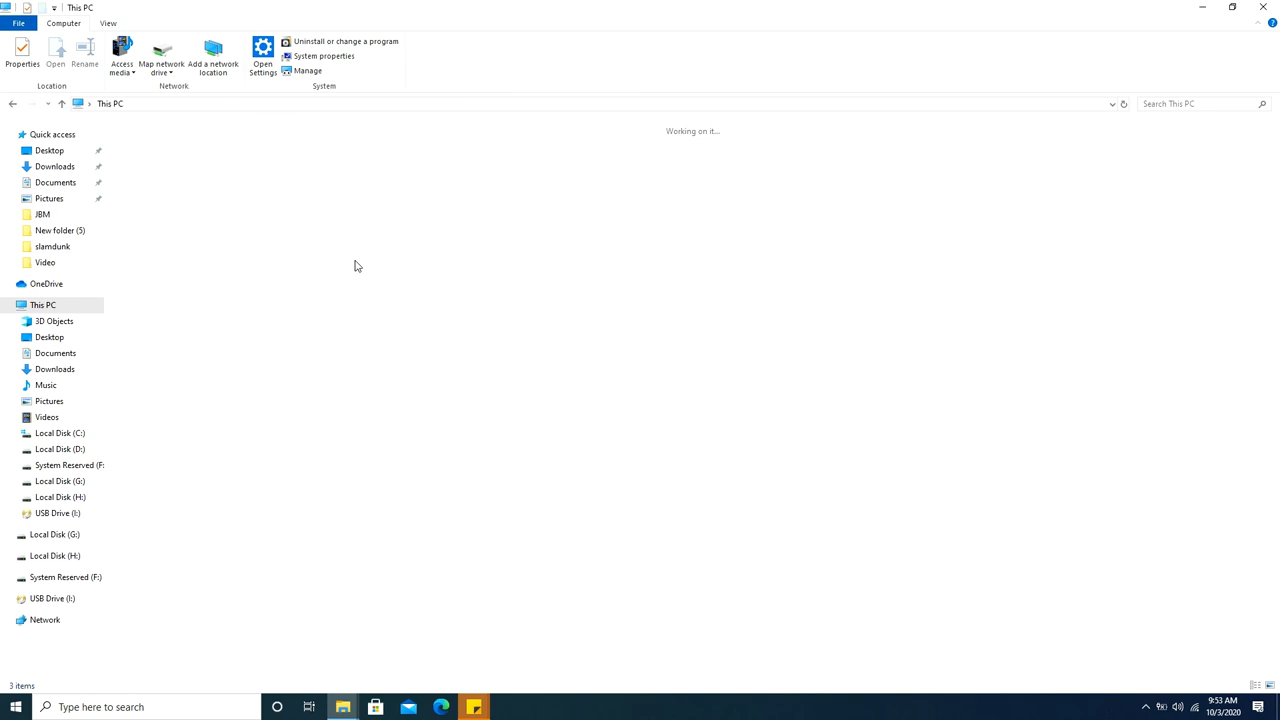 This PC
File
Computer
View
Properties
Open
Rename
Access media
Map network drive
Add a network location
Open Settings
Uninstall or change a program
System properties
Manage
Location
Network
System
This PC
Search This PC
Working on it...
Quick access
Desktop
Downloads
Documents
Pictures
JBM
New folder (5)
slamdunk
Video
OneDrive
This PC
3D Objects
Desktop
Documents
Downloads
Music
Pictures
Videos
Local Disk (C:)
Local Disk (D:)
System Reserved (F:
Local Disk (G:)
Local Disk (H:)
USB Drive (I:)
Local Disk (G:)
Local Disk (H:)
System Reserved (F:)
USB Drive (I:)
Network
3 items
Type here to search
9:53 AM
10/3/2020